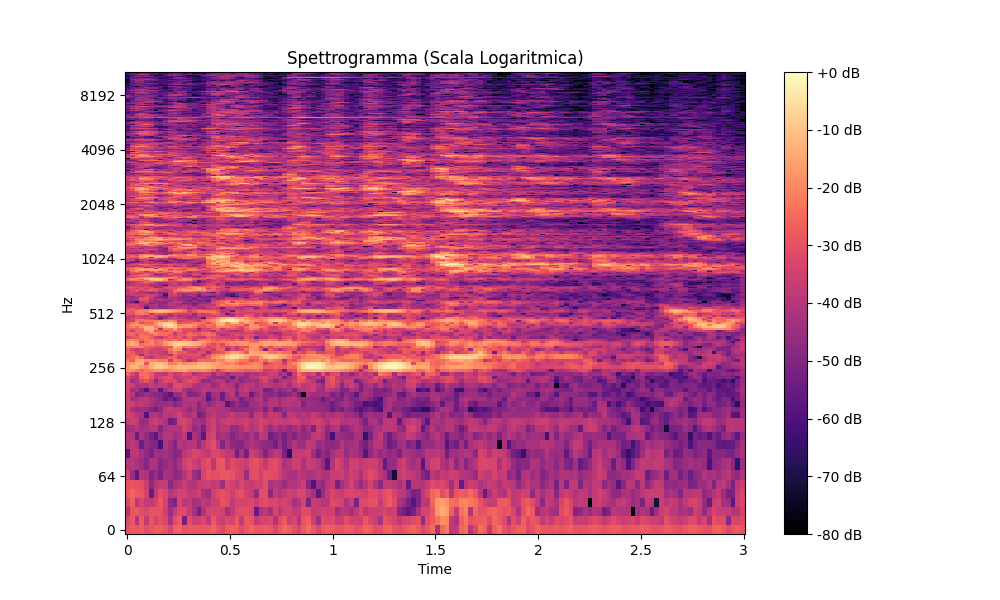 Spettrogramma (Scala Logaritmica)
Hz
8192
4096
2048
1024
512
256
128
64
0
0 0.5 1 1.5 2 2.5 3
Time
+0 dB
-10 dB
-20 dB
-30 dB
-40 dB
-50 dB
-60 dB
-70 dB
-80 dB